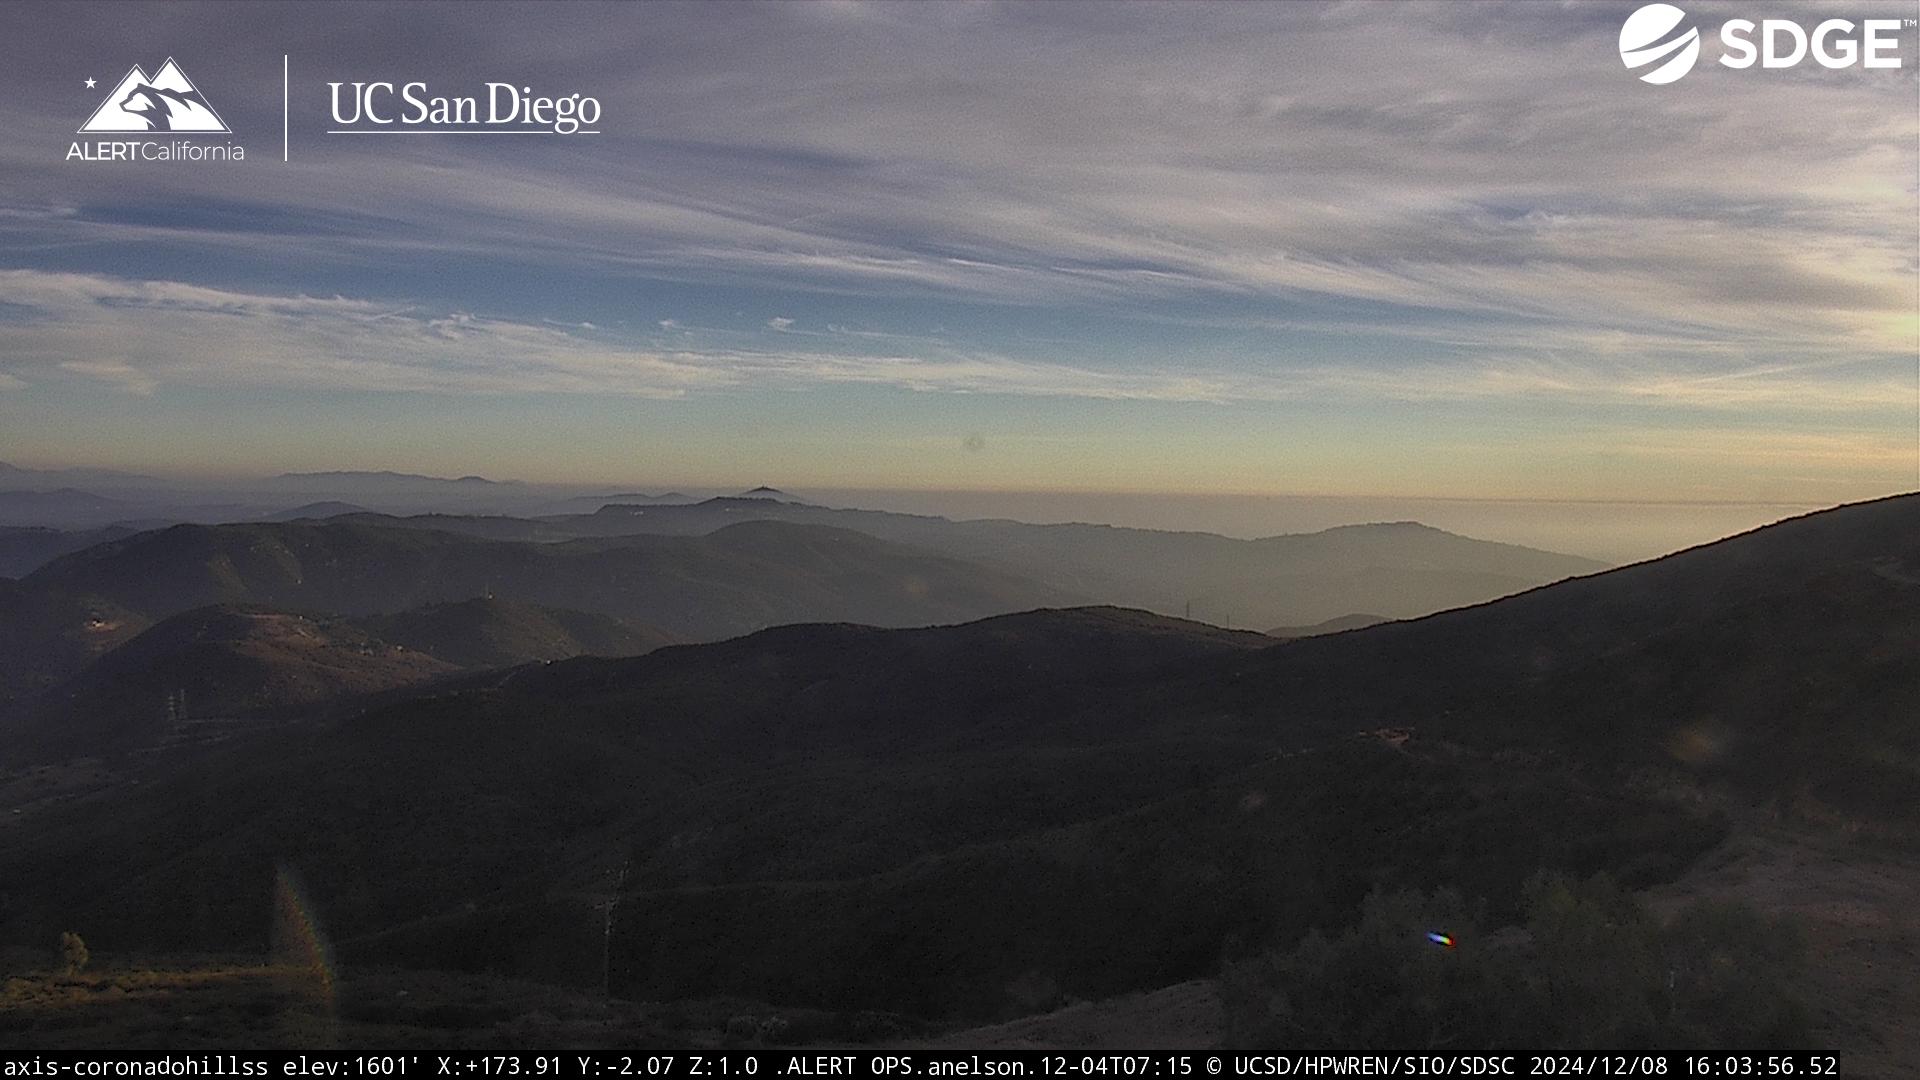 ALERTCalifornia
UC San Diego
SDGE™
axis-coronadohillss elev:1601' X:+173.91 Y:-2.07 Z:1.0 .ALERT OPS.anelson.12-04T07:15 © UCSD/HPWREN/SIO/SDSC 2024/12/08 16:03:56.52